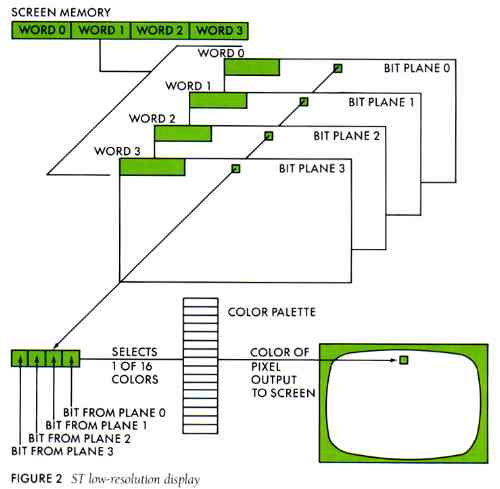 SCREEN MEMORY
WORD 0 WORD 1 WORD 2 WORD 3
WORD 0
BIT PLANE 0
WORD 1
BIT PLANE 1
WORD 2
BIT PLANE 2
WORD 3
BIT PLANE 3
COLOR PALETTE
SELECTS
1 OF 16
COLORS
COLOR OF
PIXEL
OUTPUT
TO SCREEN
BIT FROM PLANE 0
BIT FROM PLANE 1
BIT FROM PLANE 2
BIT FROM PLANE 3
FIGURE 2 ST low-resolution display